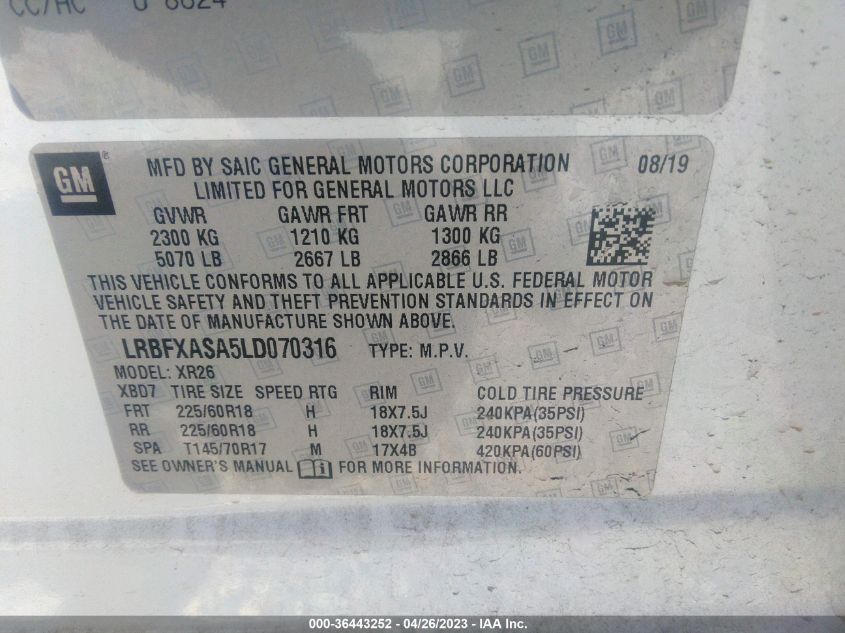 CC/HC U 8624
GM
MFD BY SAIC GENERAL MOTORS CORPORATION 08/19
LIMITED FOR GENERAL MOTORS LLC
GVWR GAWR FRT GAWR RR
2300 KG 1210 KG 1300 KG
5070 LB 2667 LB 2866 LB
THIS VEHICLE CONFORMS TO ALL APPLICABLE U.S. FEDERAL MOTOR
VEHICLE SAFETY AND THEFT PREVENTION STANDARDS IN EFFECT ON
THE DATE OF MANUFACTURE SHOWN ABOVE.
LRBFXASA5LD070316 TYPE: M.P.V.
MODEL: XR26
XBD7 TIRE SIZE SPEED RTG RIM COLD TIRE PRESSURE
FRT 225/60R18 H 18X7.5J 240KPA(35PSI)
RR 225/60R18 H 18X7.5J 240KPA(35PSI)
SPA T145/70R17 M 17X4B 420KPA(60PSI)
SEE OWNER'S MANUAL FOR MORE INFORMATION.
000-36443252 - 04/26/2023 - IAA Inc.